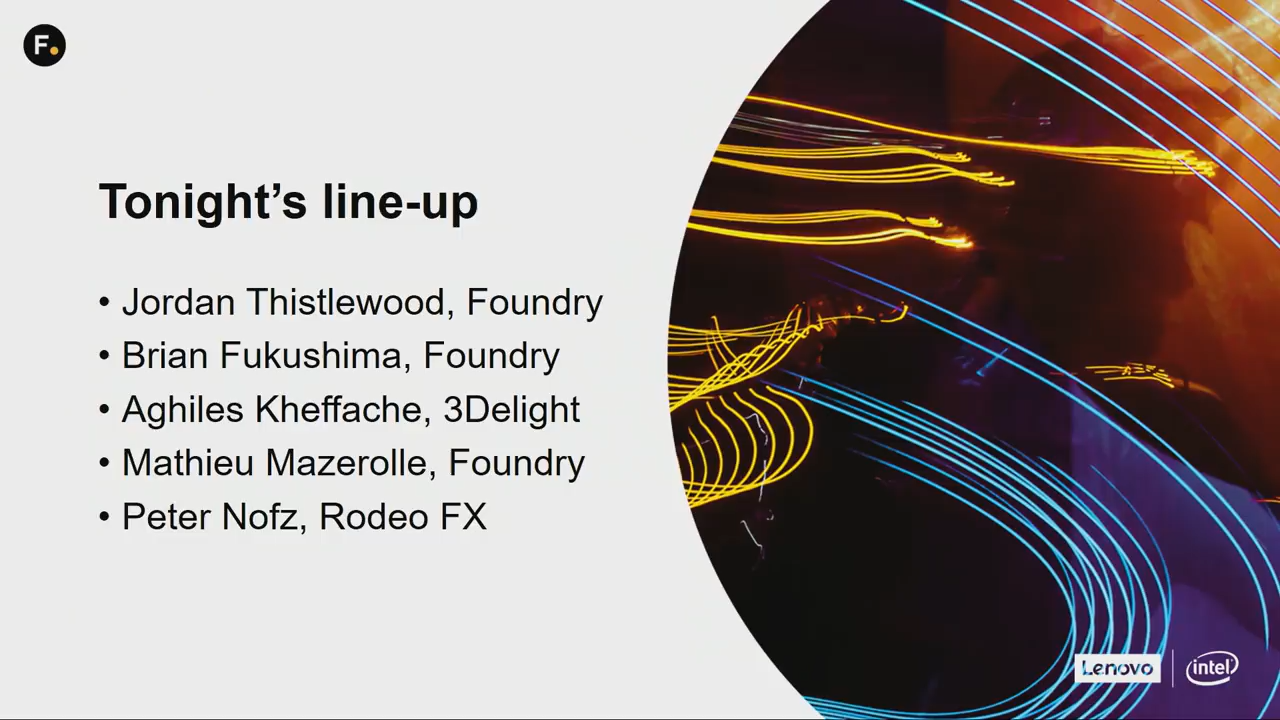 F.
Tonight’s line-up
• Jordan Thistlewood, Foundry
• Brian Fukushima, Foundry
• Aghiles Kheffache, 3Delight
• Mathieu Mazerolle, Foundry
• Peter Nofz, Rodeo FX
Lenovo
intel